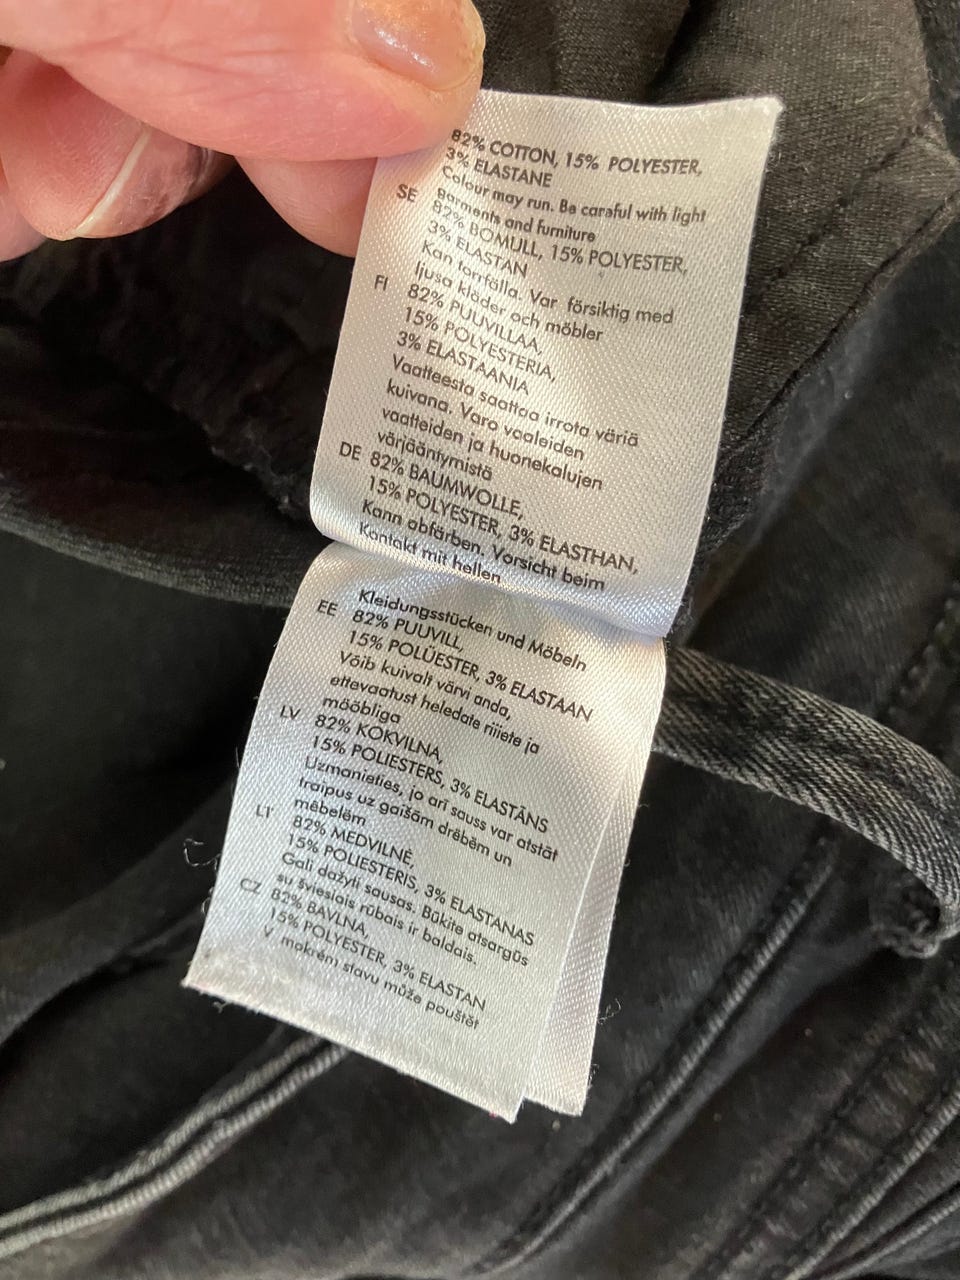 82% COTTON, 15% POLYESTER,
3% ELASTANE
Colour may run. Be careful with light
garments and furniture
SE 82% BOMULL, 15% POLYESTER,
3% ELASTAN
Kan tonfälla. Var försiktig med
ljusa kläder och möbler
FI 82% PUUVILLAA,
15% POLYESTERIA,
3% ELASTAANIA
Vaatteesta saattaa irrota väriä
kuivana. Varo vaaleiden
vaatteiden ja huonekalujen
värjääntymistä
DE 82% BAUMWOLLE,
15% POLYESTER, 3% ELASTHAN,
Kann abfärben. Vorsicht beim
Kontakt mit hellen
Kleidungsstücken und Möbeln
EE 82% PUUVILL,
15% POLÜESTER, 3% ELASTAAN
Võib kuivalt värvi anda,
ettevaatust heledate riiiete ja
mööbliga
LV 82% KOKVILNA,
15% POLIESTERS, 3% ELASTĀNS
Uzmanieties, jo arī sauss var atstāt
traipus uz gaišām drēbēm un
mēbelēm
LT 82% MEDVILNĖ
15% POLIESTERIS, 3% ELASTANAS
Gali dažyti sausas. Būkite atsargūs
su šviesiais rūbais ir baldais.
CZ 82% BAVLNA,
15% POLYESTER, 3% ELASTAN
V mokrém stavu může pouštět